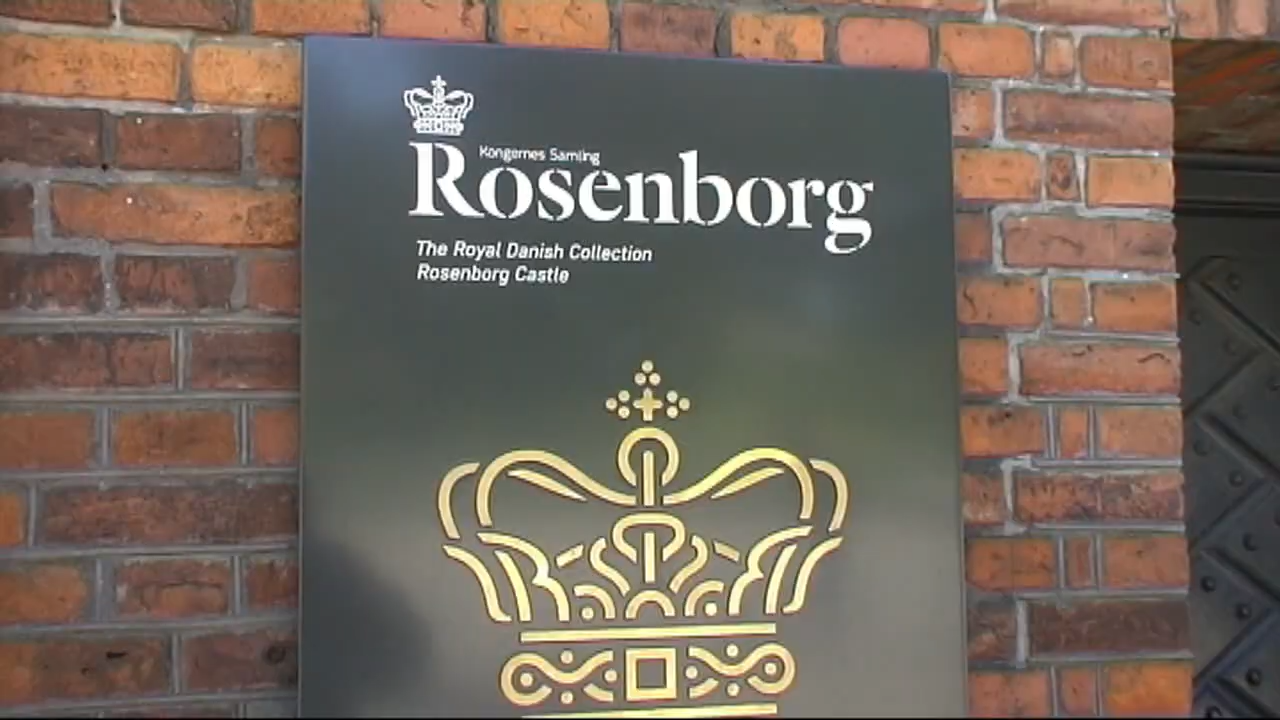 Kongernes Samling
Rosenborg
The Royal Danish Collection
Rosenborg Castle